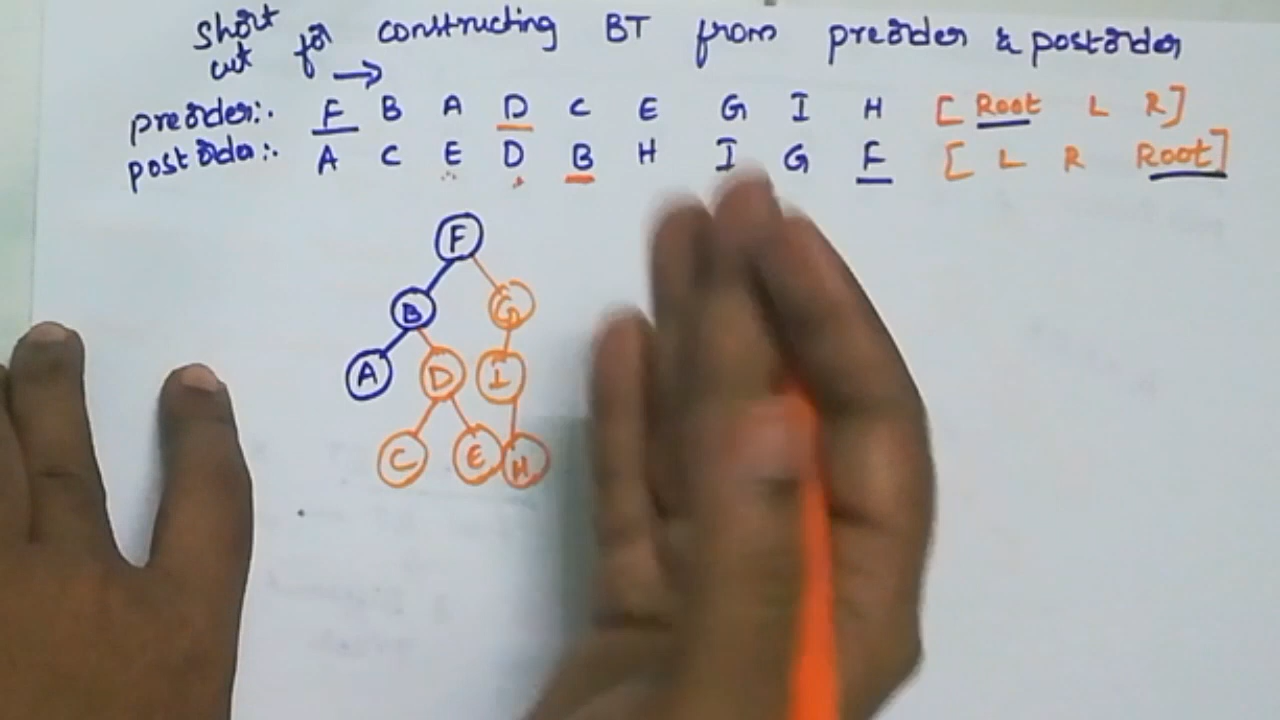 short cut for constructing BT from preorder & postorder
preorder:. F B A D C E G I H [Root L R]
postorder:. A C E D B H I G F [L R Root]
F
B G
A D I
C E H